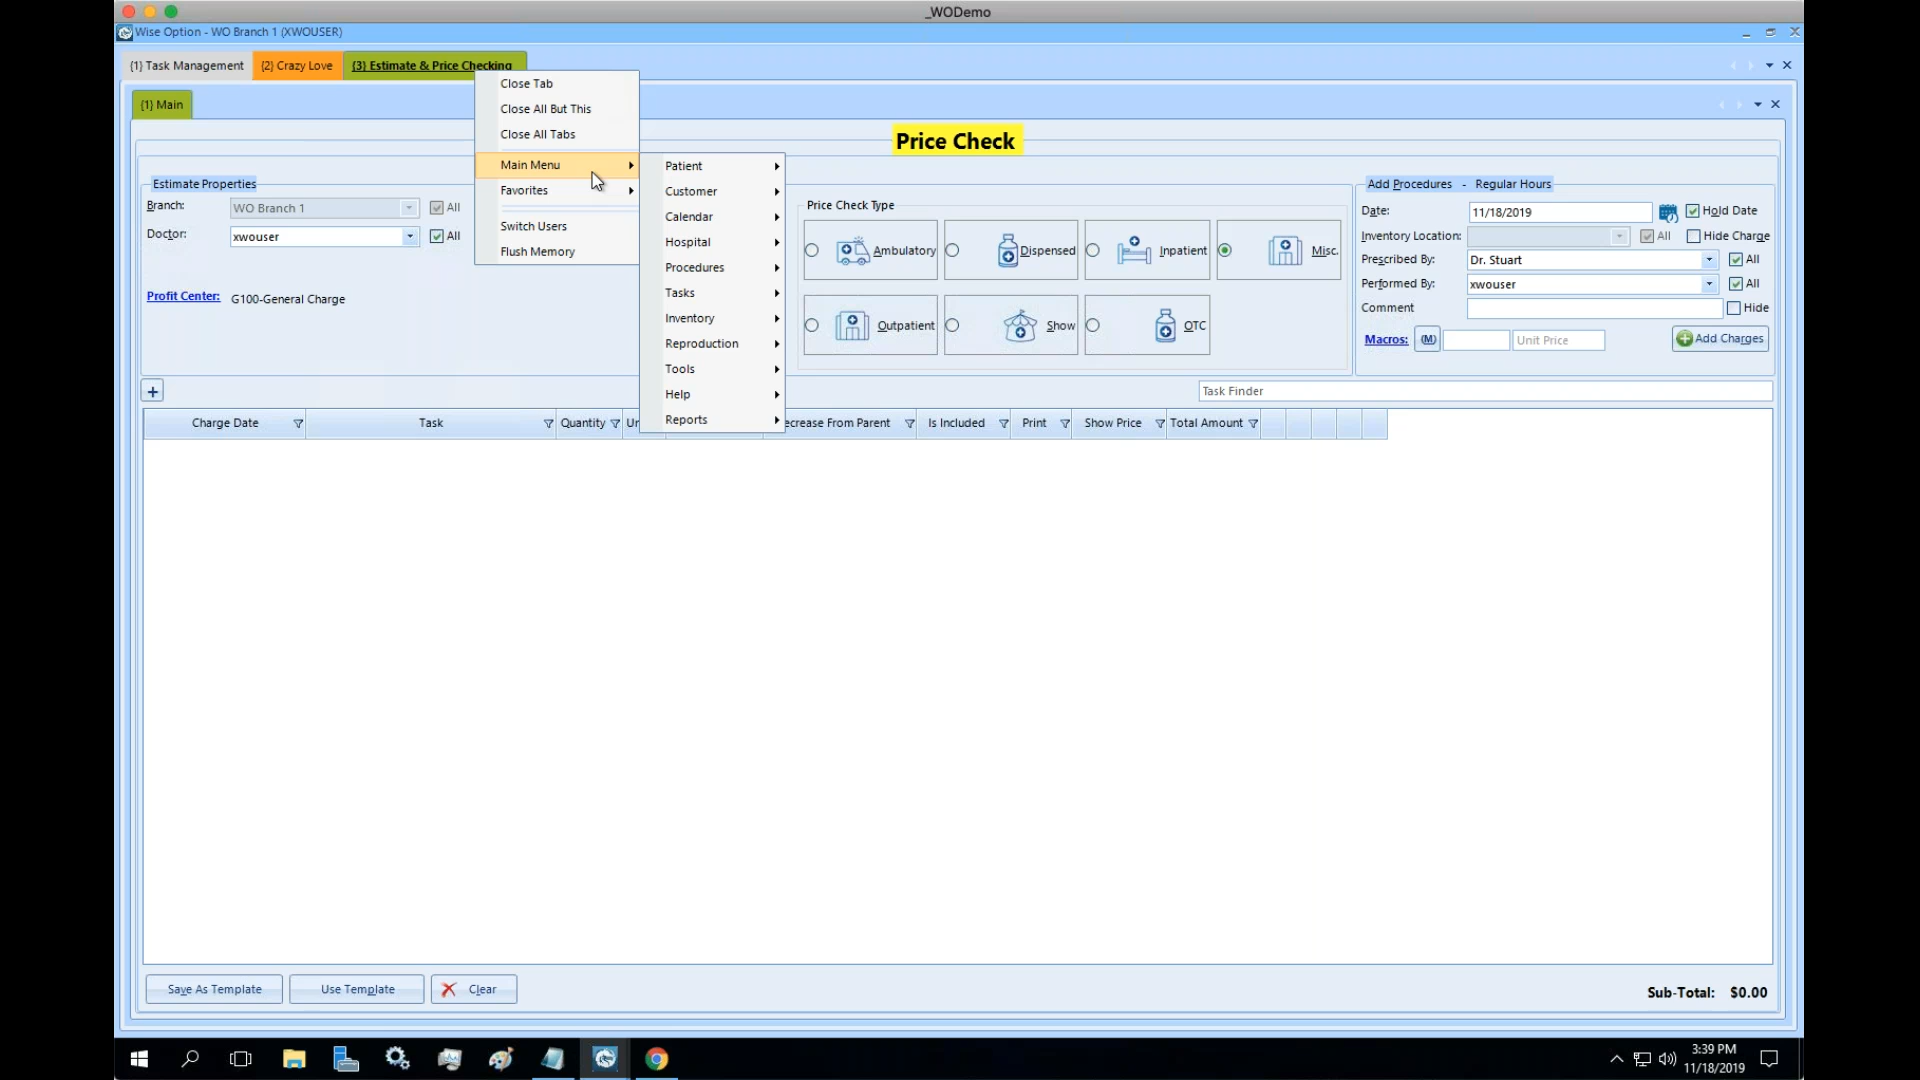 _WODemo
Wise Option - WO Branch 1 (XWOUSER)
{1} Task Management
{2} Crazy Love
{3} Estimate & Price Checking
{1} Main
Close Tab
Close All But This
Close All Tabs
Main Menu
Favorites
Switch Users
Flush Memory
Patient
Customer
Calendar
Hospital
Procedures
Tasks
Inventory
Reproduction
Tools
Help
Reports
Price Check
Estimate Properties
Branch: WO Branch 1 All
Doctor: xwouser All
Profit Center: G100-General Charge
Price Check Type
Ambulatory Dispensed Inpatient Misc.
Outpatient Show OTC
Add Procedures - Regular Hours
Date: 11/18/2019 Hold Date
Inventory Location: All Hide Charge
Prescribed By: Dr. Stuart All
Performed By: xwouser All
Comment Hide
Macros: (M) Unit Price Add Charges
+
Task Finder
Charge Date Task Quantity Un ecrease From Parent Is Included Print Show Price Total Amount
Save As Template Use Template Clear
Sub-Total: $0.00
3:39 PM
11/18/2019